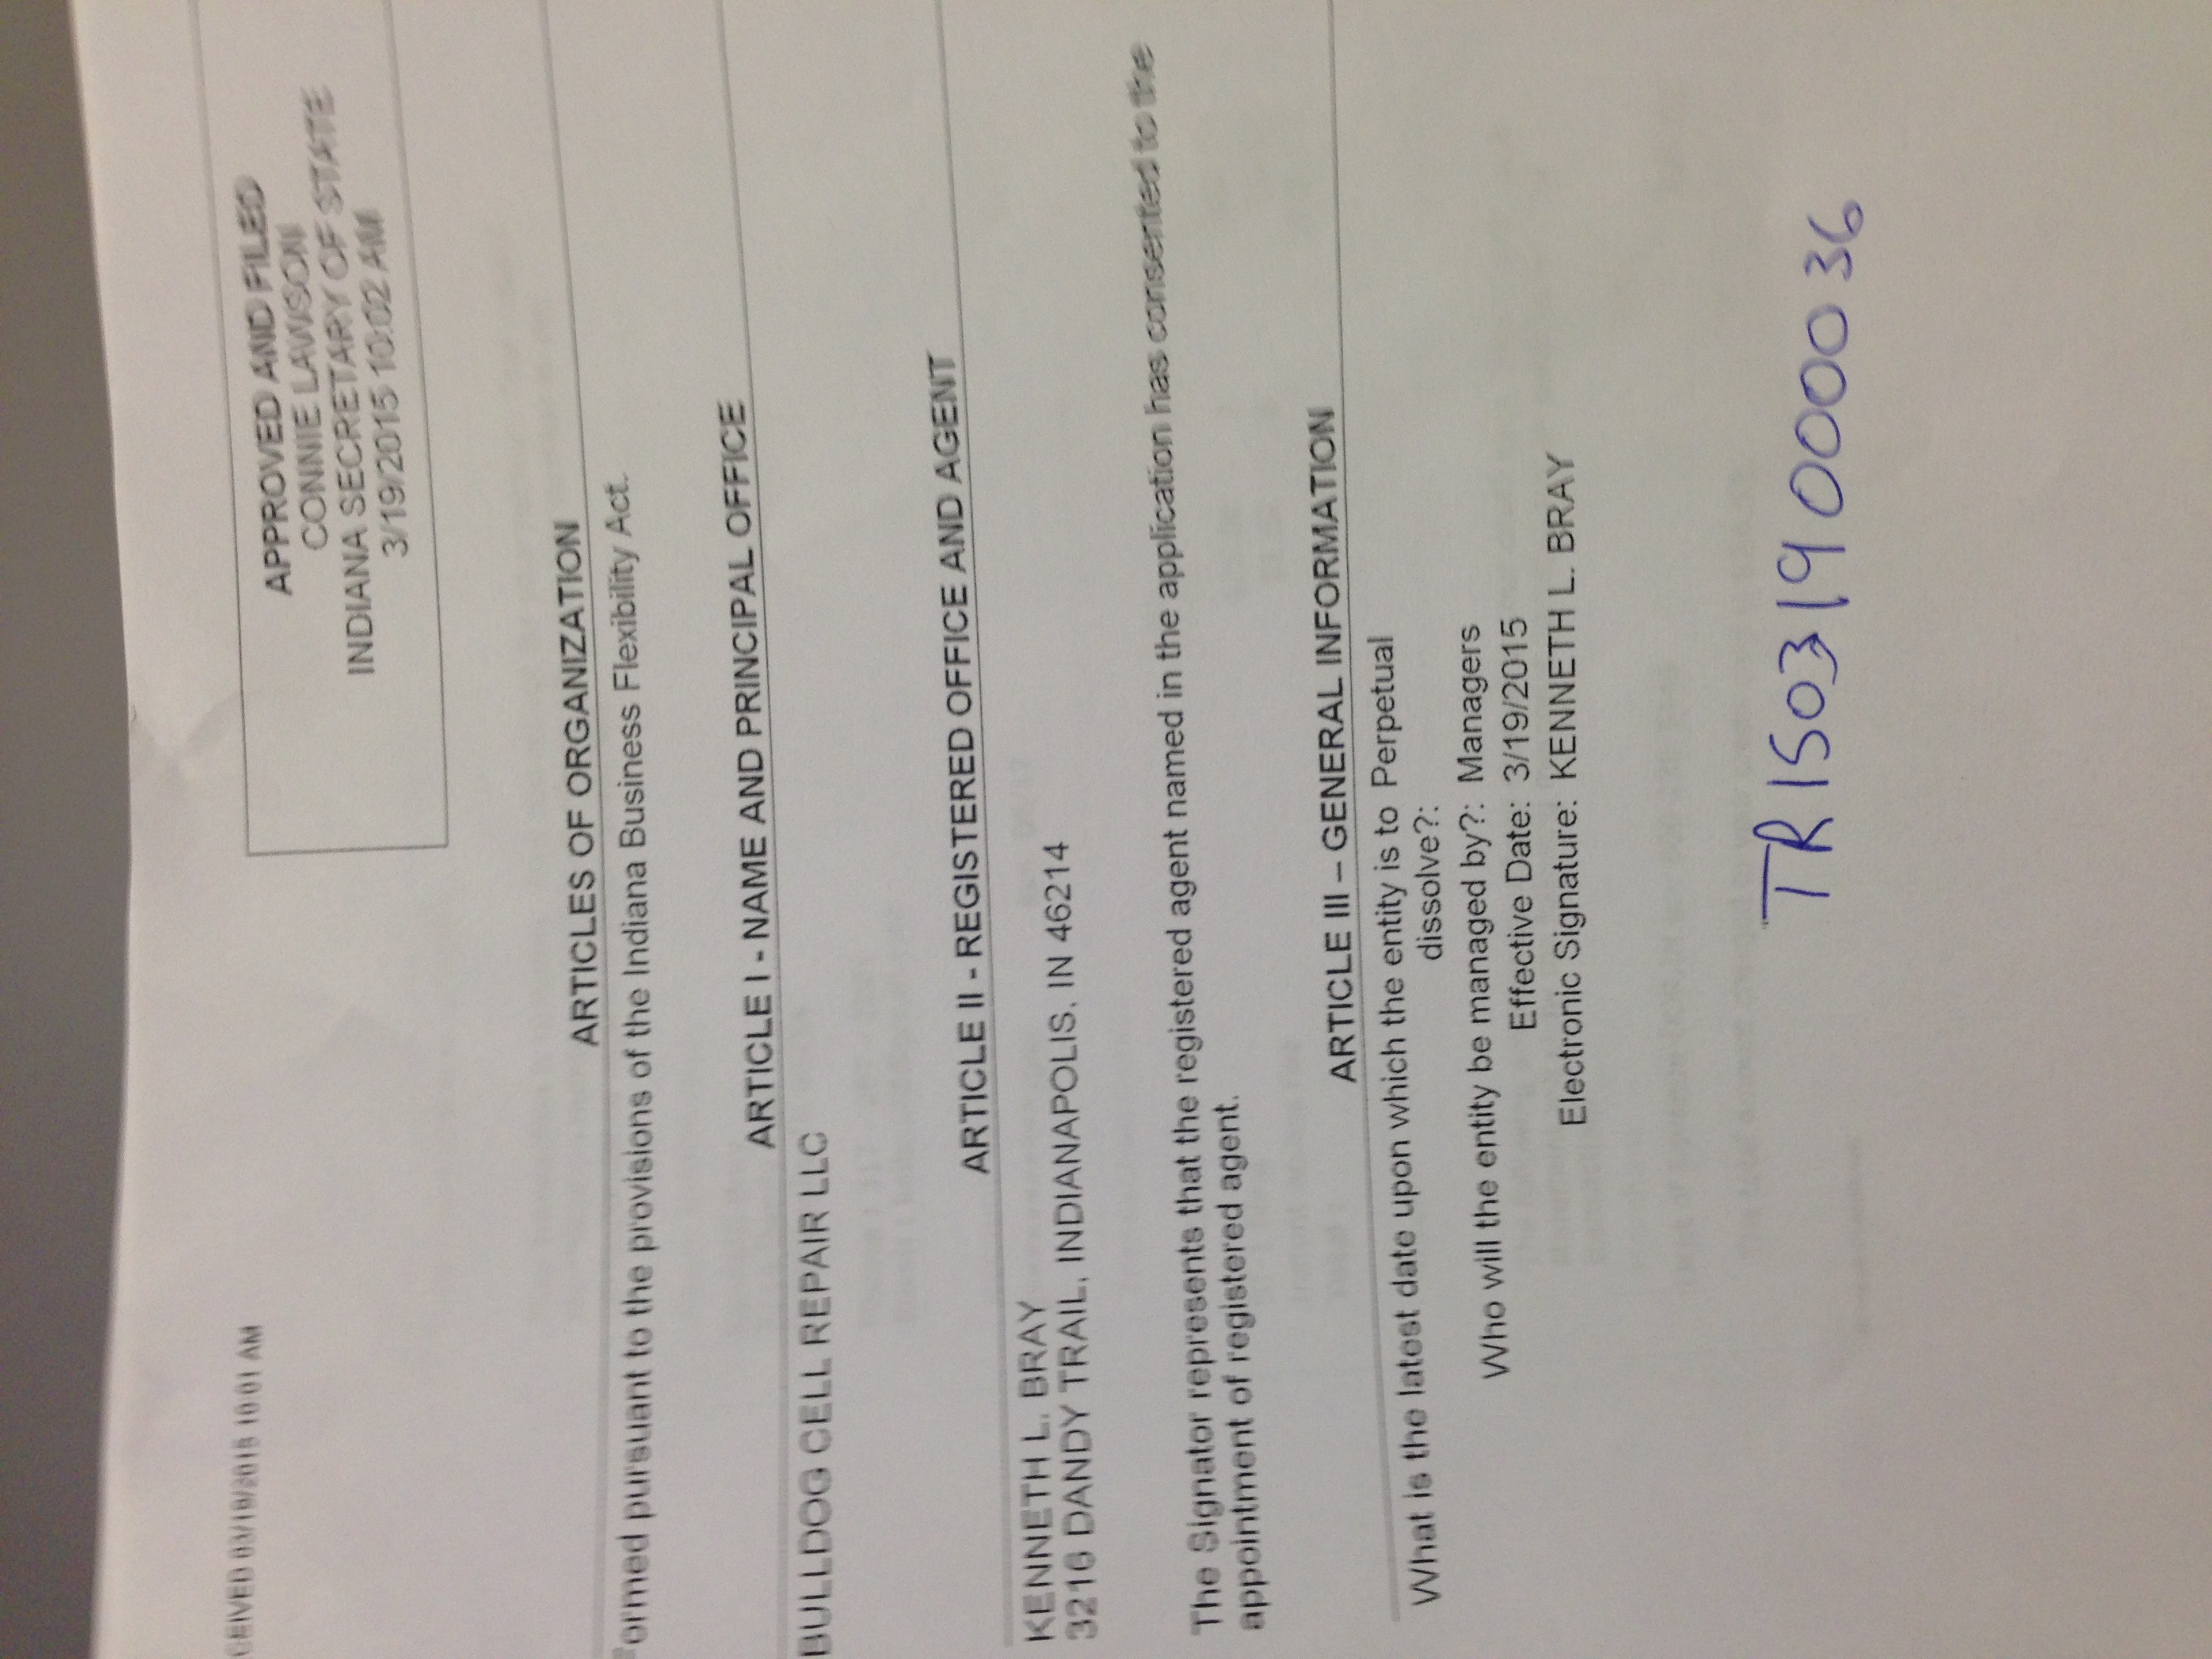 CEIVED 03/19/2015 10:01 AM
APPROVED AND FILED
CONNIE LAWSON
INDIANA SECRETARY OF STATE
3/19/2015 10:02 AM
ARTICLES OF ORGANIZATION
Formed pursuant to the provisions of the Indiana Business Flexibility Act.
ARTICLE I - NAME AND PRINCIPAL OFFICE
BULLDOG CELL REPAIR LLC
ARTICLE II - REGISTERED OFFICE AND AGENT
KENNETH L. BRAY
3216 DANDY TRAIL, INDIANAPOLIS, IN 46214
The Signator represents that the registered agent named in the application has consented to the
appointment of registered agent.
ARTICLE III – GENERAL INFORMATION
What is the latest date upon which the entity is to Perpetual
dissolve?:
Who will the entity be managed by?: Managers
Effective Date: 3/19/2015
Electronic Signature: KENNETH L. BRAY
TR150319000036